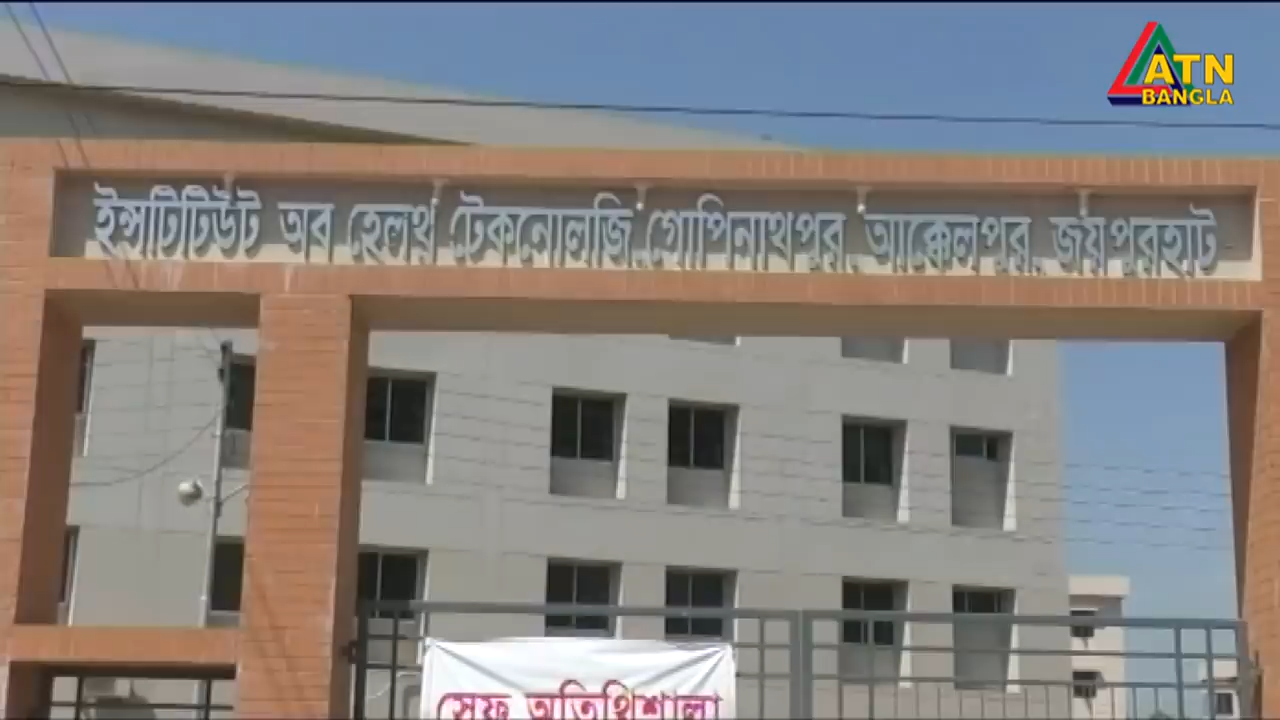 ATN
BANGLA
ইন্সটিটিউট অব হেলথ টেকনোলজি, গোপিনাথপুর, আক্কেলপুর, জয়পুরহাট
সেফ অতিথিশালা